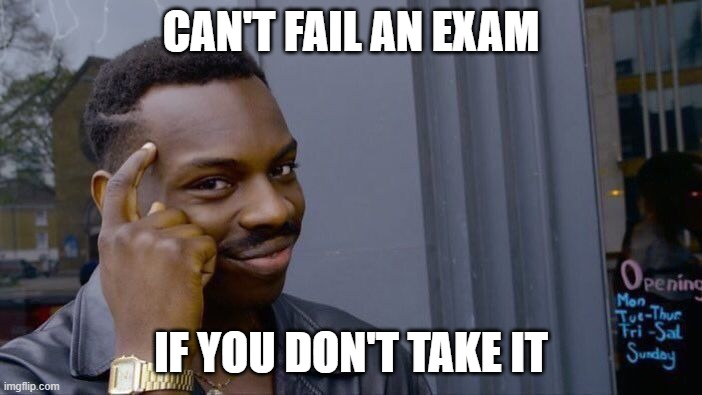 CAN'T FAIL AN EXAM
IF YOU DON'T TAKE IT
Opening
Mon
Tue-Thur
Fri-Sat
Sunday
imgflip.com